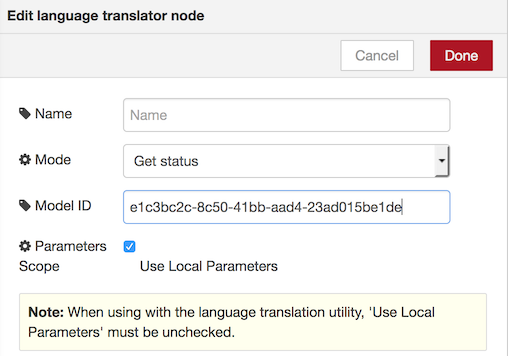 Edit language translator node
Cancel Done
Name Name
Mode Get status
Model ID e1c3bc2c-8c50-41bb-aad4-23ad015be1de
Parameters
Scope Use Local Parameters
Note: When using with the language translation utility, 'Use Local
Parameters' must be unchecked.